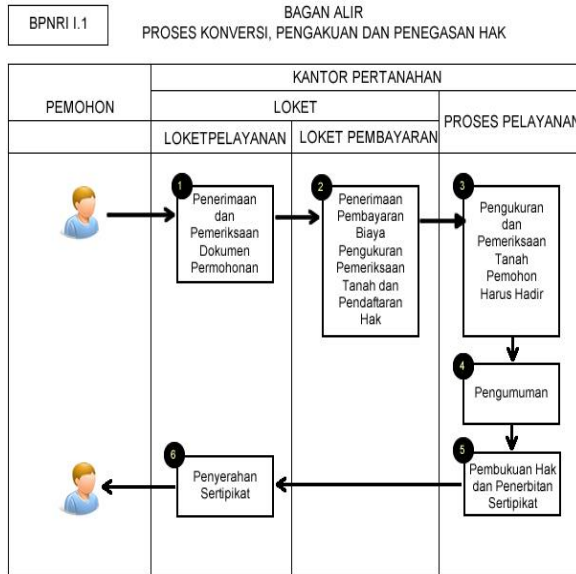 BPNRI I.1
BAGAN ALIR
PROSES KONVERSI, PENGAKUAN DAN PENEGASAN HAK
KANTOR PERTANAHAN
PEMOHON
LOKET
PROSES PELAYANAN
LOKETPELAYANAN
LOKET PEMBAYARAN
1
Penerimaan
dan
Pemeriksaan
Dokumen
Permohonan
2
Penerimaan
Pembayaran
Biaya
Pengukuran
Pemeriksaan
Tanah dan
Pendaftaran
Hak
3
Pengukuran
dan
Pemeriksaan
Tanah
Pemohon
Harus Hadir
4
Pengumuman
5
Pembukuan Hak
dan Penerbitan
Sertipikat
6
Penyerahan
Sertipikat